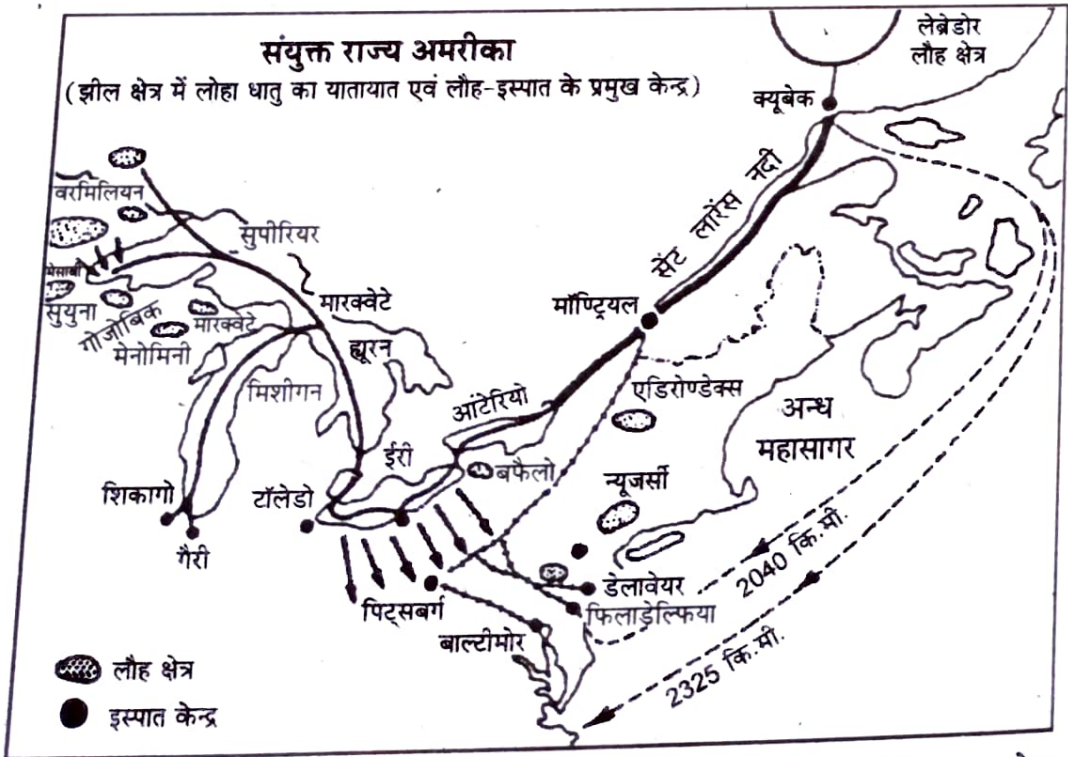 संयुक्त राज्य अमरीका
(झील क्षेत्र में लोहा धातु का यातायात एवं लौह-इस्पात के प्रमुख केन्द्र)
लेब्रेडोर
लौह क्षेत्र
क्यूबेक
सेंट लारेंस नदी
वरमिलियन
सुपीरियर
मेसाबी
सुयुना
गोजोबिक
मारक्वेटे
मेनोमिनी
मारक्वेटे
ह्यूरन
मिशीगन
मॉण्ट्रियल
आंटेरियो
एडिरोण्डेक्स
अन्ध
महासागर
ईरी
बफैलो
न्यूजर्सी
शिकागो
टॉलेडो
गैरी
पिट्सबर्ग
डेलावेयर
फिलाड़ेल्फिया
बाल्टीमोर
2040 कि.मी.
2325 कि.मी.
लौह क्षेत्र
इस्पात केन्द्र